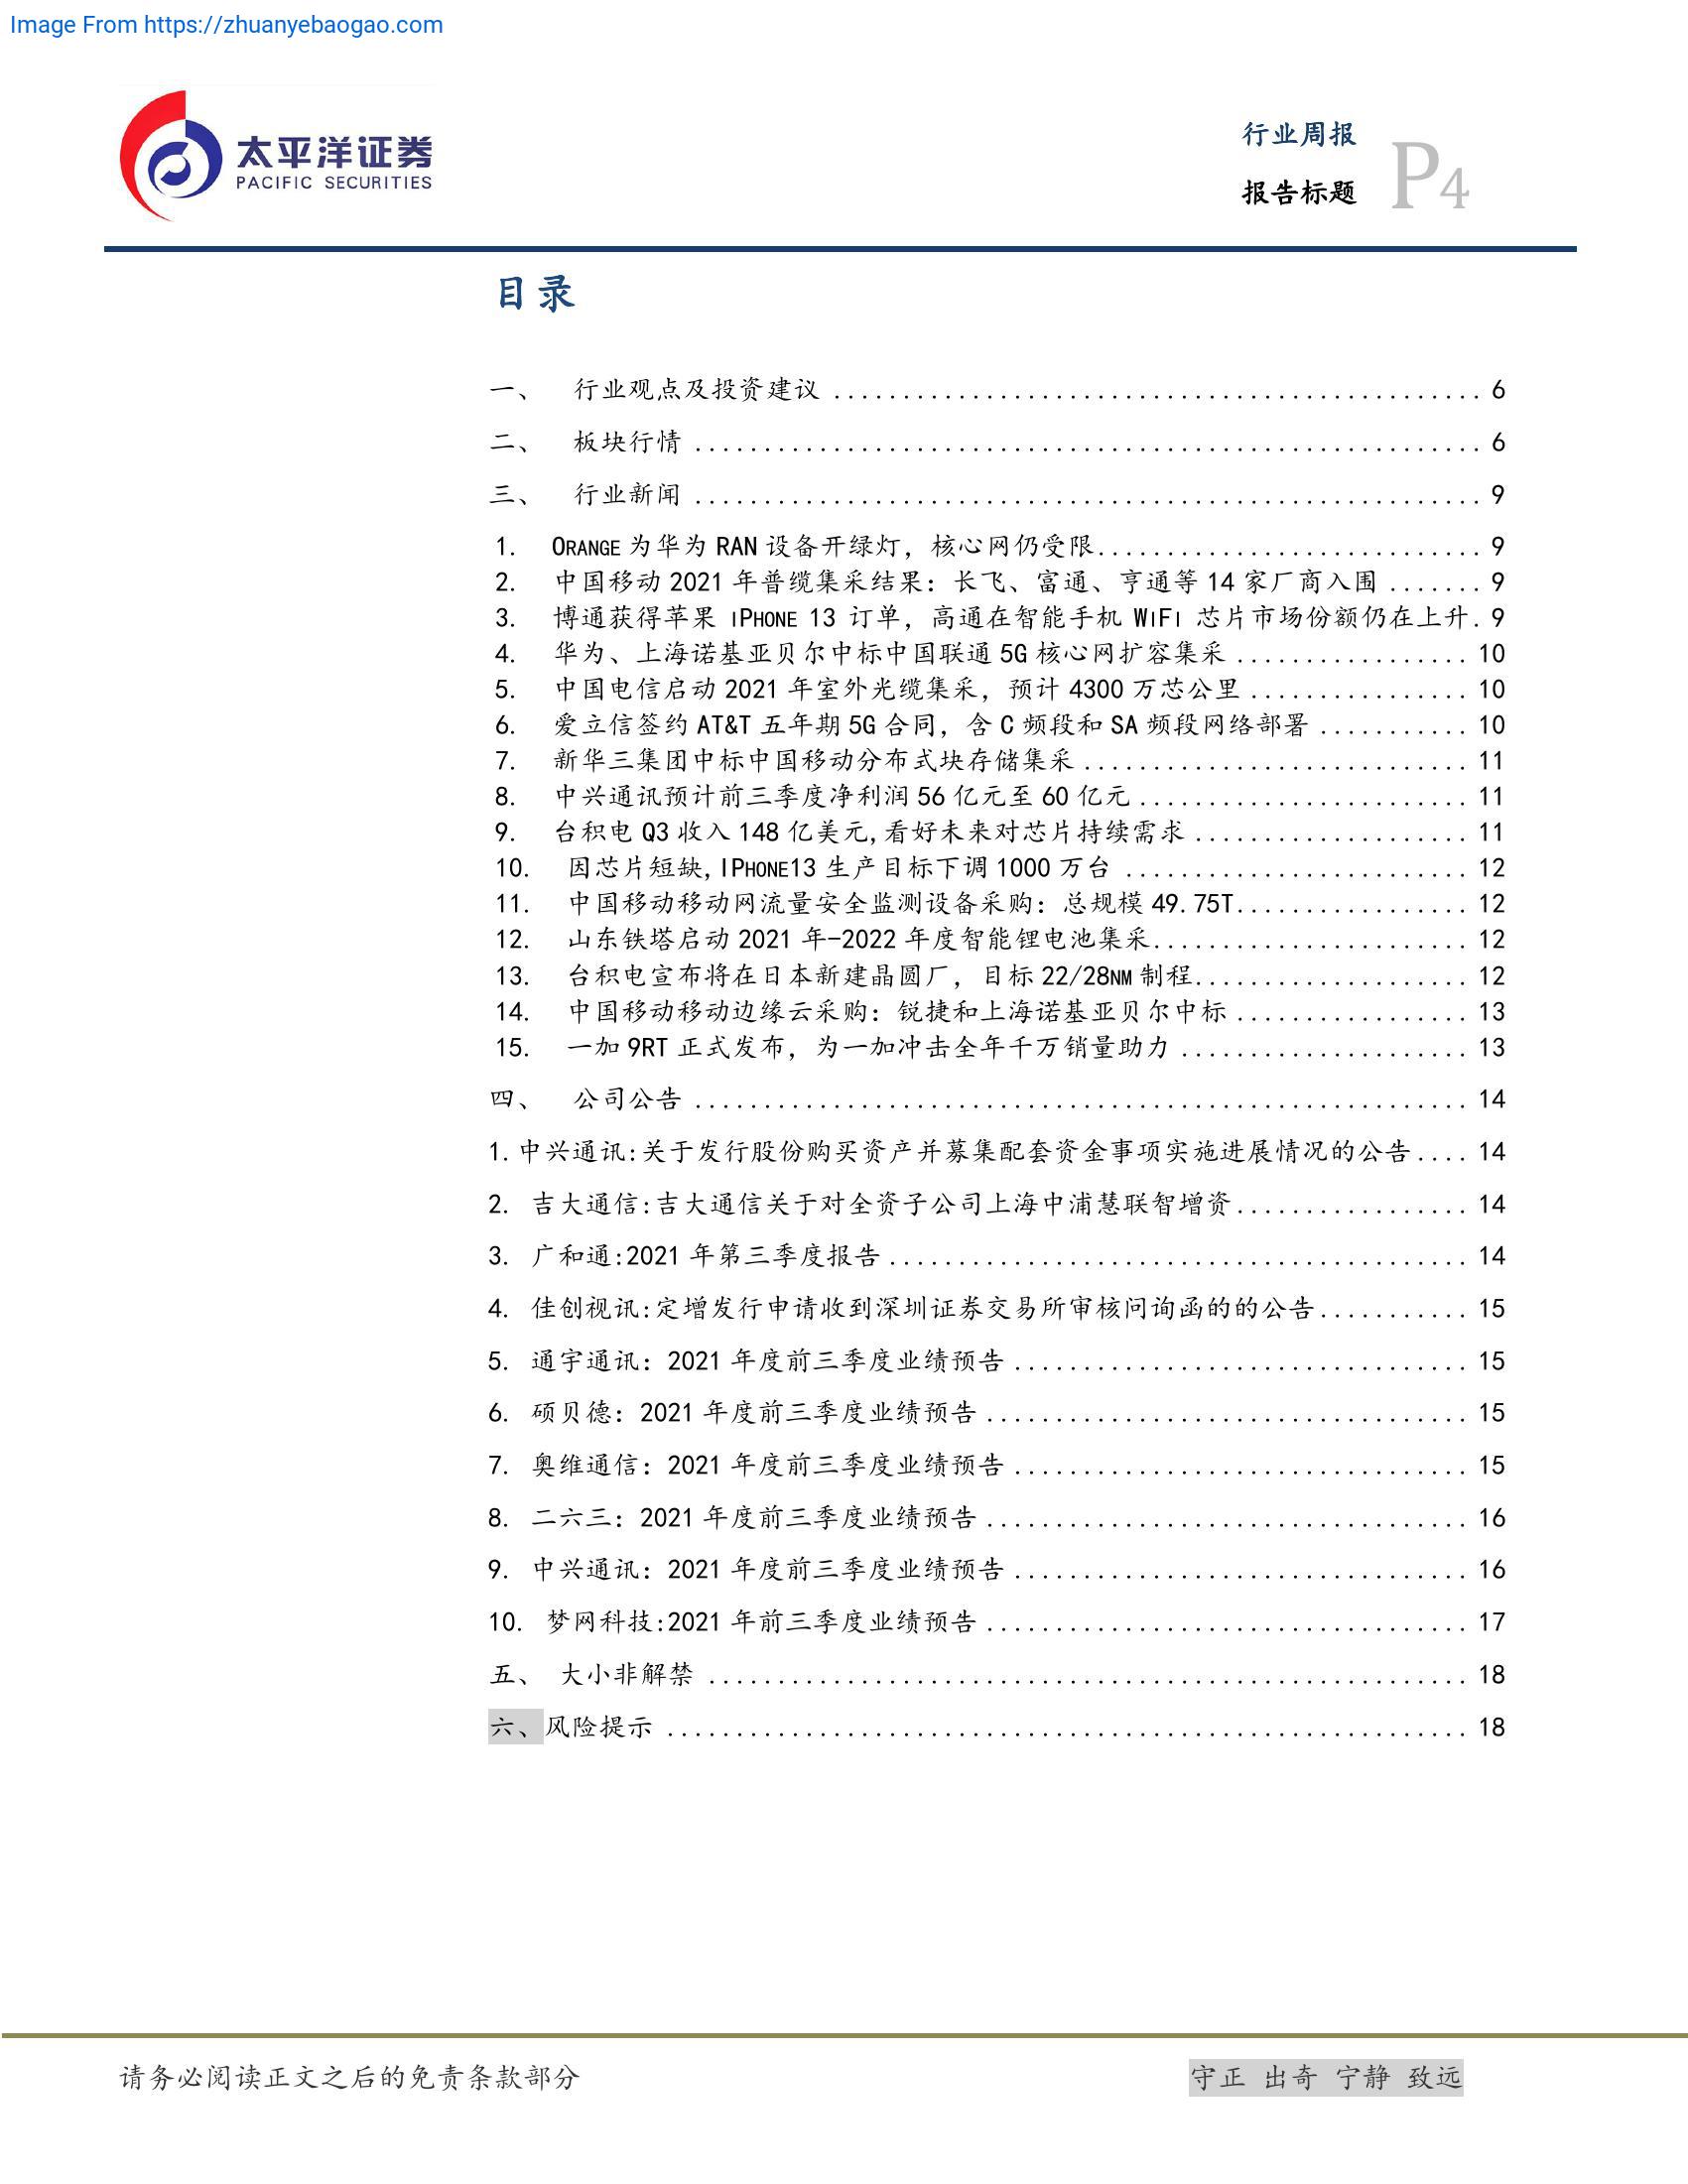 Image From https://zhuanyebaogao.com
太平洋证券
PACIFIC SECURITIES
行业周报
报告标题
P4
目录
一、 行业观点及投资建议 ................................................ 6
二、 板块行情 .......................................................... 6
三、 行业新闻 .......................................................... 9
1. ORANGE 为华为 RAN 设备开绿灯，核心网仍受限............................ 9
2. 中国移动 2021 年普缆集采结果：长飞、富通、亨通等 14 家厂商入围 ....... 9
3. 博通获得苹果 IPHONE 13 订单，高通在智能手机 WIFI 芯片市场份额仍在上升. 9
4. 华为、上海诺基亚贝尔中标中国联通 5G 核心网扩容集采 ................. 10
5. 中国电信启动 2021 年室外光缆集采，预计 4300 万芯公里 ................ 10
6. 爱立信签约 AT&T 五年期 5G 合同，含 C 频段和 SA 频段网络部署 ........... 10
7. 新华三集团中标中国移动分布式块存储集采 ............................ 11
8. 中兴通讯预计前三季度净利润 56 亿元至 60 亿元 ........................ 11
9. 台积电 Q3 收入 148 亿美元,看好未来对芯片持续需求 .................... 11
10. 因芯片短缺,IPHONE13 生产目标下调 1000 万台 ......................... 12
11. 中国移动移动网流量安全监测设备采购：总规模 49.75T................. 12
12. 山东铁塔启动 2021 年-2022 年度智能锂电池集采....................... 12
13. 台积电宣布将在日本新建晶圆厂，目标 22/28NM 制程.................... 12
14. 中国移动移动边缘云采购：锐捷和上海诺基亚贝尔中标 ................. 13
15. 一加 9RT 正式发布，为一加冲击全年千万销量助力 ..................... 13
四、 公司公告 ......................................................... 14
1. 中兴通讯:关于发行股份购买资产并募集配套资金事项实施进展情况的公告.... 14
2. 吉大通信:吉大通信关于对全资子公司上海中浦慧联智增资................. 14
3. 广和通:2021 年第三季度报告 .......................................... 14
4. 佳创视讯:定增发行申请收到深圳证券交易所审核问询函的的公告........... 15
5. 通宇通讯：2021 年度前三季度业绩预告 ................................. 15
6. 硕贝德：2021 年度前三季度业绩预告 ................................... 15
7. 奥维通信：2021 年度前三季度业绩预告 ................................. 15
8. 二六三：2021 年度前三季度业绩预告 ................................... 16
9. 中兴通讯：2021 年度前三季度业绩预告 ................................. 16
10. 梦网科技:2021 年前三季度业绩预告 ................................... 17
五、 大小非解禁 ....................................................... 18
六、风险提示 .......................................................... 18
请务必阅读正文之后的免责条款部分
守正 出奇 宁静 致远